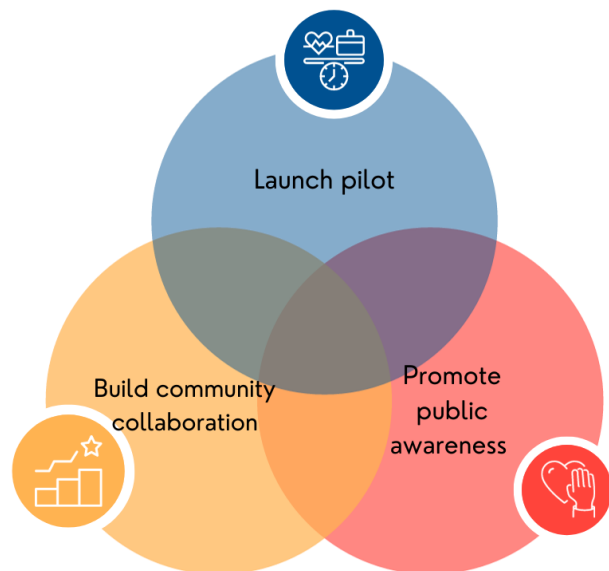 Launch pilot
Build community
collaboration
Promote
public
awareness